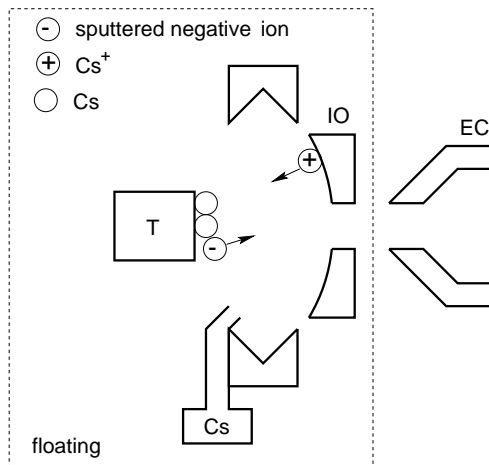 - sputtered negative ion
+ Cs+
Cs
IO
EC
+
T
-
Cs
floating